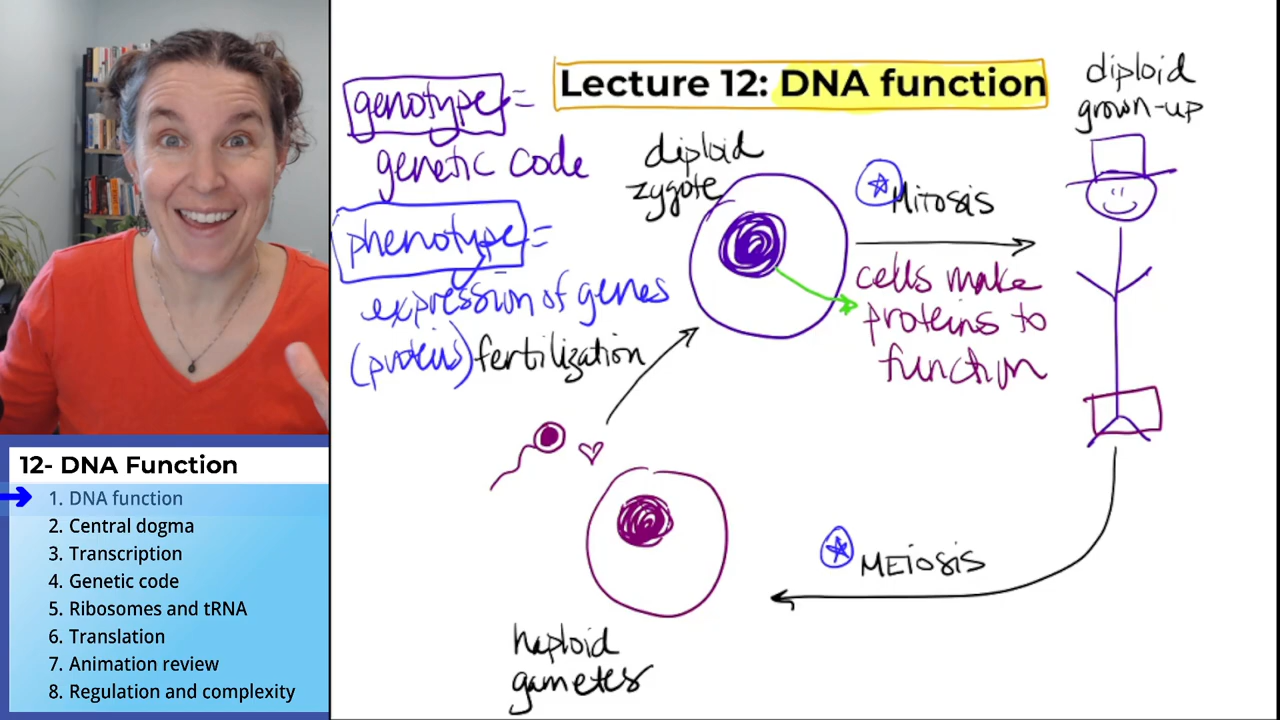 Lecture 12: DNA function
genotype =
genetic code
phenotype =
expression of genes
(proteins)
fertilization
diploid
zygote
Mitosis
cells make
proteins to
function
diploid
grown-up
MEiosis
haploid
gametes
12- DNA Function
1. DNA function
2. Central dogma
3. Transcription
4. Genetic code
5. Ribosomes and tRNA
6. Translation
7. Animation review
8. Regulation and complexity